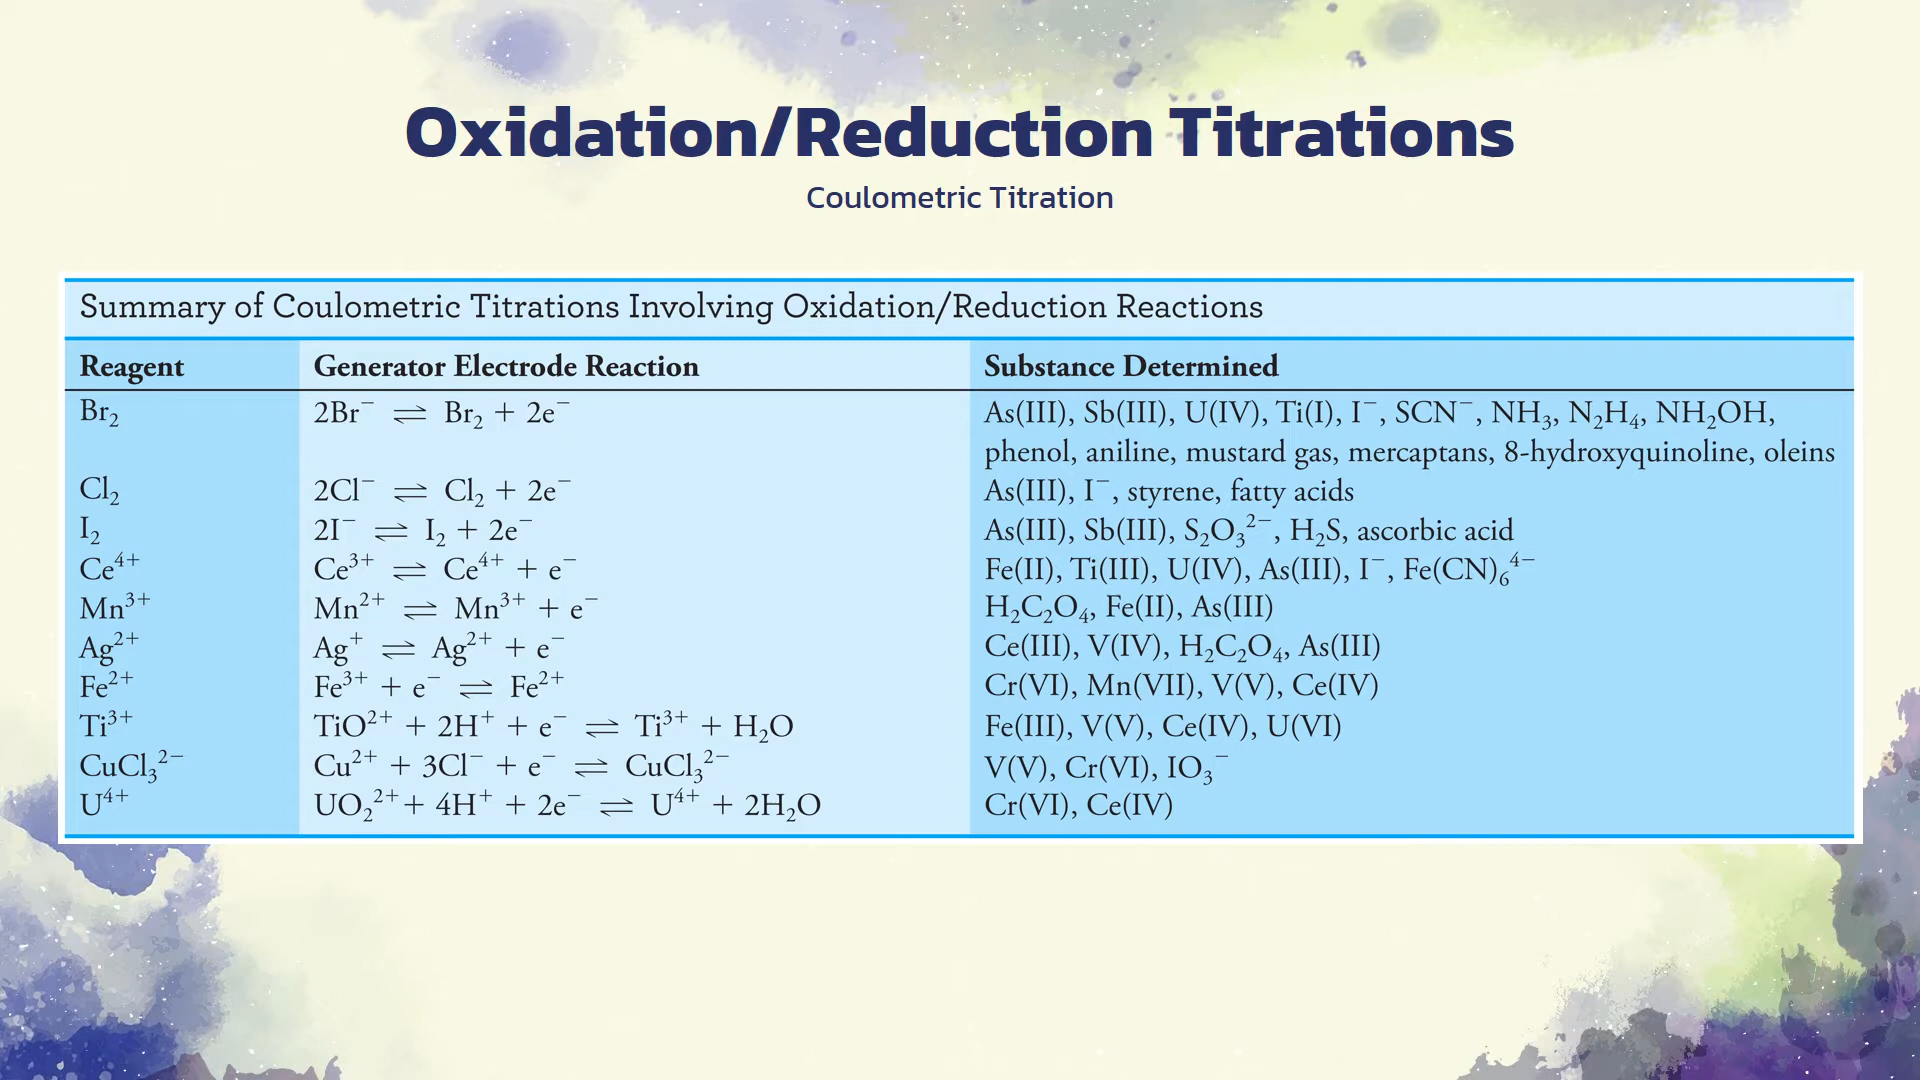 Oxidation/Reduction Titrations
Coulometric Titration
Summary of Coulometric Titrations Involving Oxidation/Reduction Reactions
Reagent Generator Electrode Reaction Substance Determined
Br₂ 2Br⁻ ⇌ Br₂ + 2e⁻ As(III), Sb(III), U(IV), Ti(I), I⁻, SCN⁻, NH₃, N₂H₄, NH₂OH,
phenol, aniline, mustard gas, mercaptans, 8-hydroxyquinoline, oleins
Cl₂ 2Cl⁻ ⇌ Cl₂ + 2e⁻ As(III), I⁻, styrene, fatty acids
I₂ 2I⁻ ⇌ I₂ + 2e⁻ As(III), Sb(III), S₂O₃²⁻, H₂S, ascorbic acid
Ce⁴⁺ Ce³⁺ ⇌ Ce⁴⁺ + e⁻ Fe(II), Ti(III), U(IV), As(III), I⁻, Fe(CN)₆⁴⁻
Mn³⁺ Mn²⁺ ⇌ Mn³⁺ + e⁻ H₂C₂O₄, Fe(II), As(III)
Ag²⁺ Ag⁺ ⇌ Ag²⁺ + e⁻ Ce(III), V(IV), H₂C₂O₄, As(III)
Fe²⁺ Fe³⁺ + e⁻ ⇌ Fe²⁺ Cr(VI), Mn(VII), V(V), Ce(IV)
Ti³⁺ TiO²⁺ + 2H⁺ + e⁻ ⇌ Ti³⁺ + H₂O Fe(III), V(V), Ce(IV), U(VI)
CuCl₃²⁻ Cu²⁺ + 3Cl⁻ + e⁻ ⇌ CuCl₃²⁻ V(V), Cr(VI), IO₃⁻
U⁴⁺ UO₂²⁺ + 4H⁺ + 2e⁻ ⇌ U⁴⁺ + 2H₂O Cr(VI), Ce(IV)